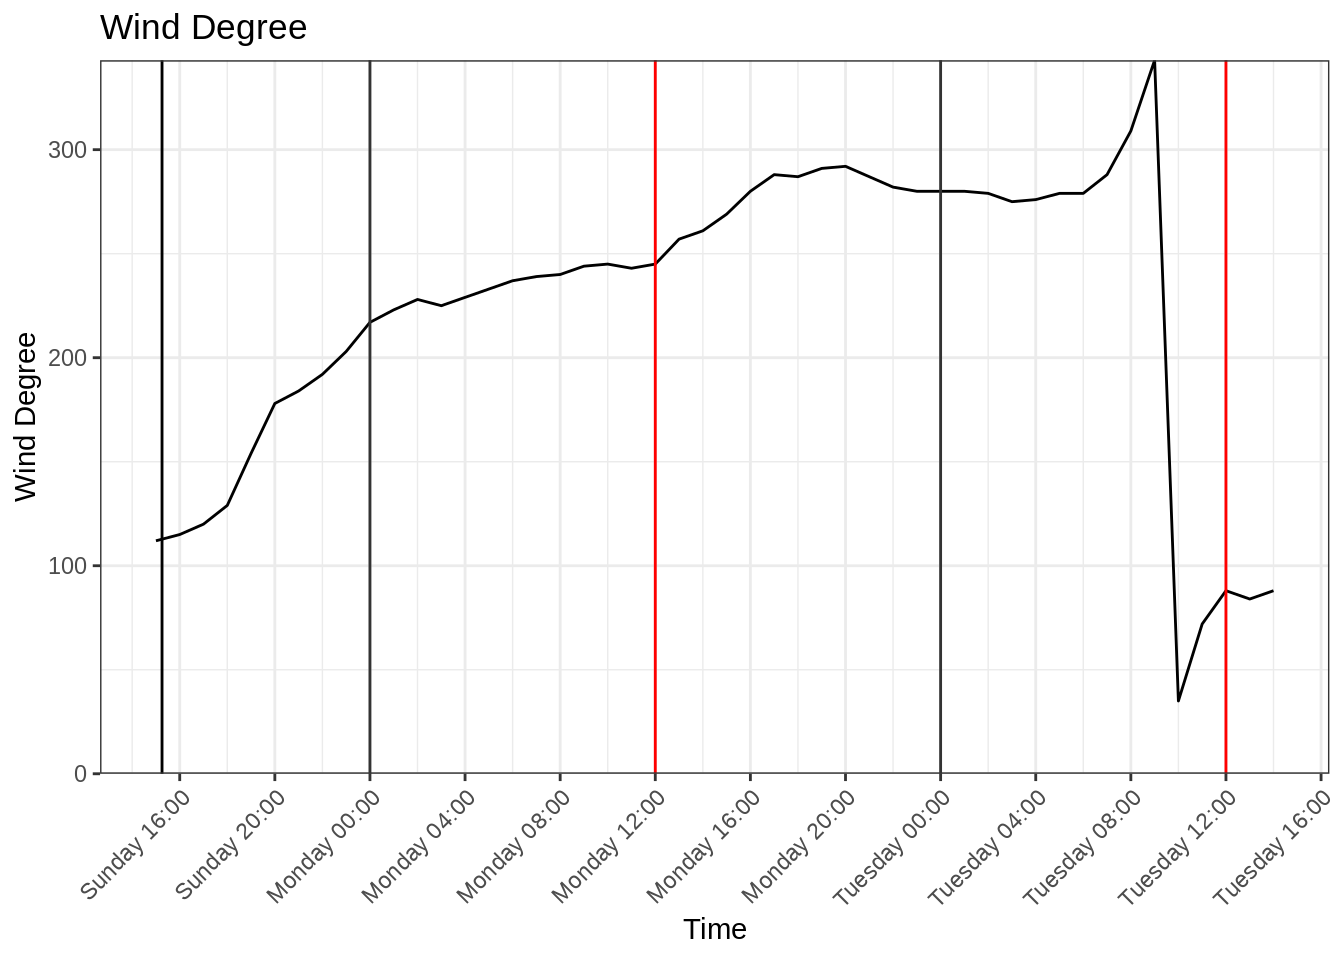 Wind Degree
Wind Degree
300
200
100
0
Sunday 16:00
Sunday 20:00
Monday 00:00
Monday 04:00
Monday 08:00
Monday 12:00
Monday 16:00
Monday 20:00
Tuesday 00:00
Tuesday 04:00
Tuesday 08:00
Tuesday 12:00
Tuesday 16:00
Time